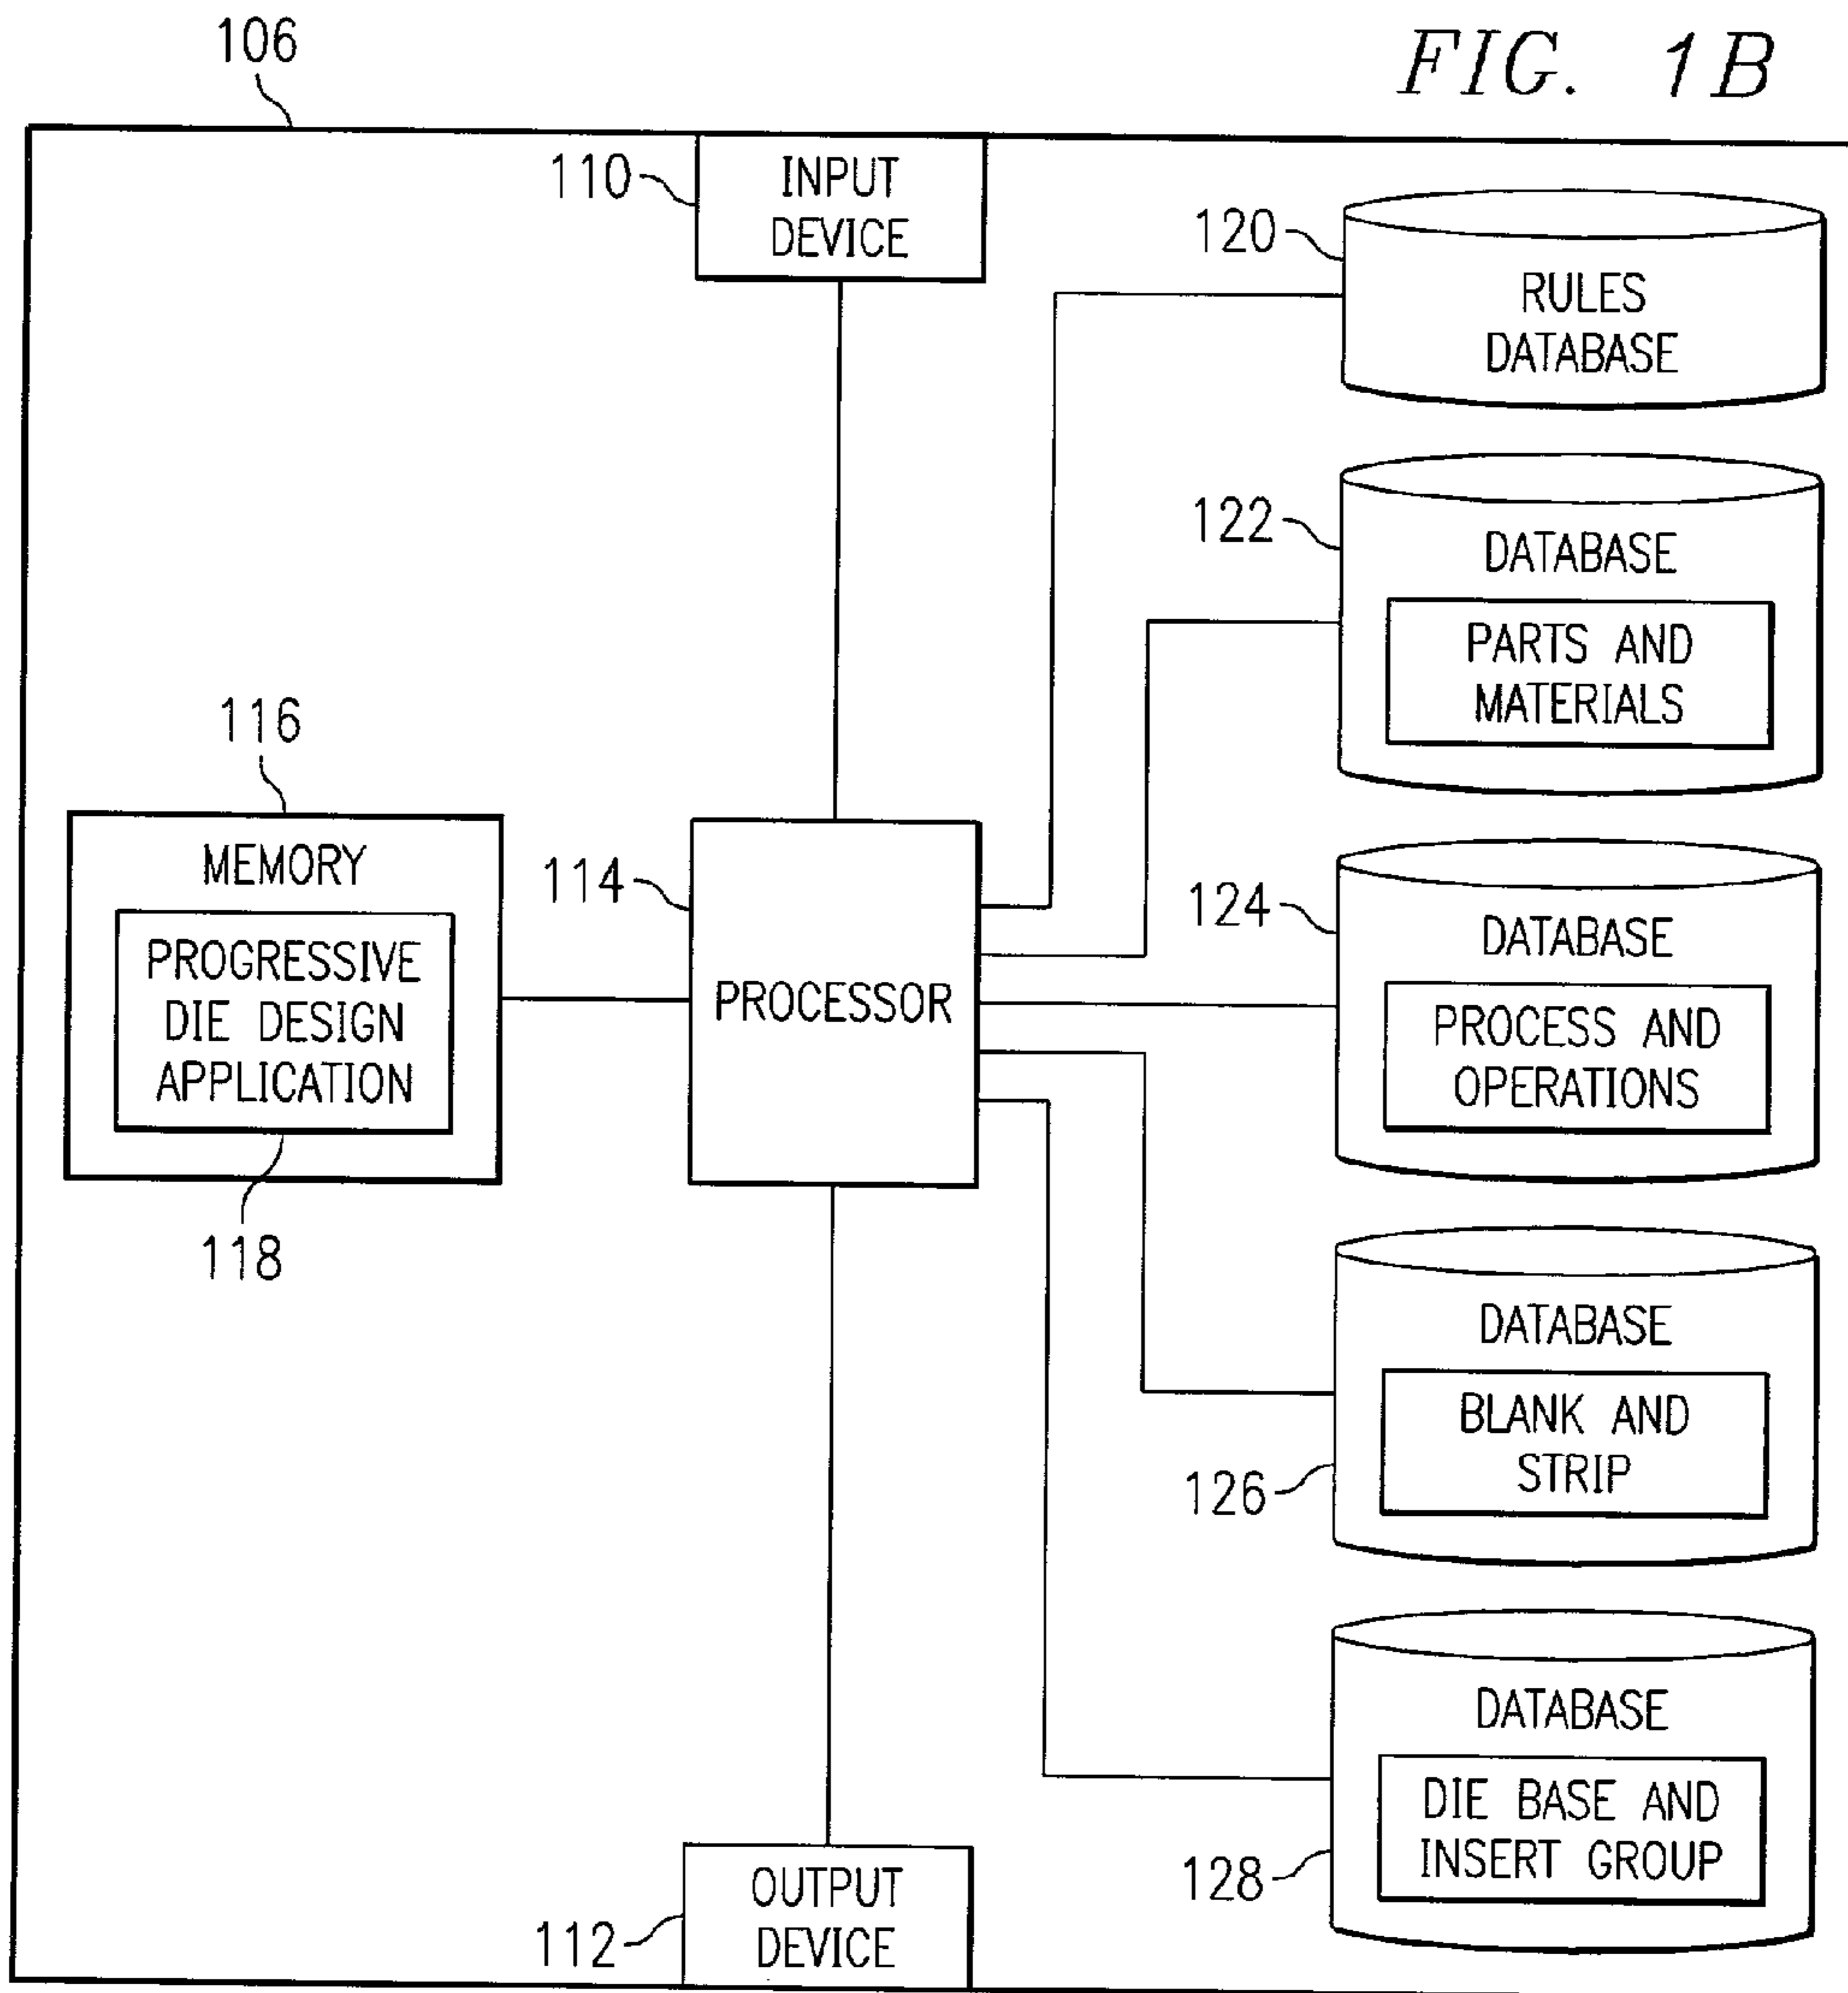 106
FIG. 1B
110
INPUT
DEVICE
120
RULES
DATABASE
122
DATABASE
PARTS AND
MATERIALS
116
MEMORY
PROGRESSIVE
DIE DESIGN
APPLICATION
118
114
PROCESSOR
124
DATABASE
PROCESS AND
OPERATIONS
126
DATABASE
BLANK AND
STRIP
128
DATABASE
DIE BASE AND
INSERT GROUP
112
OUTPUT
DEVICE